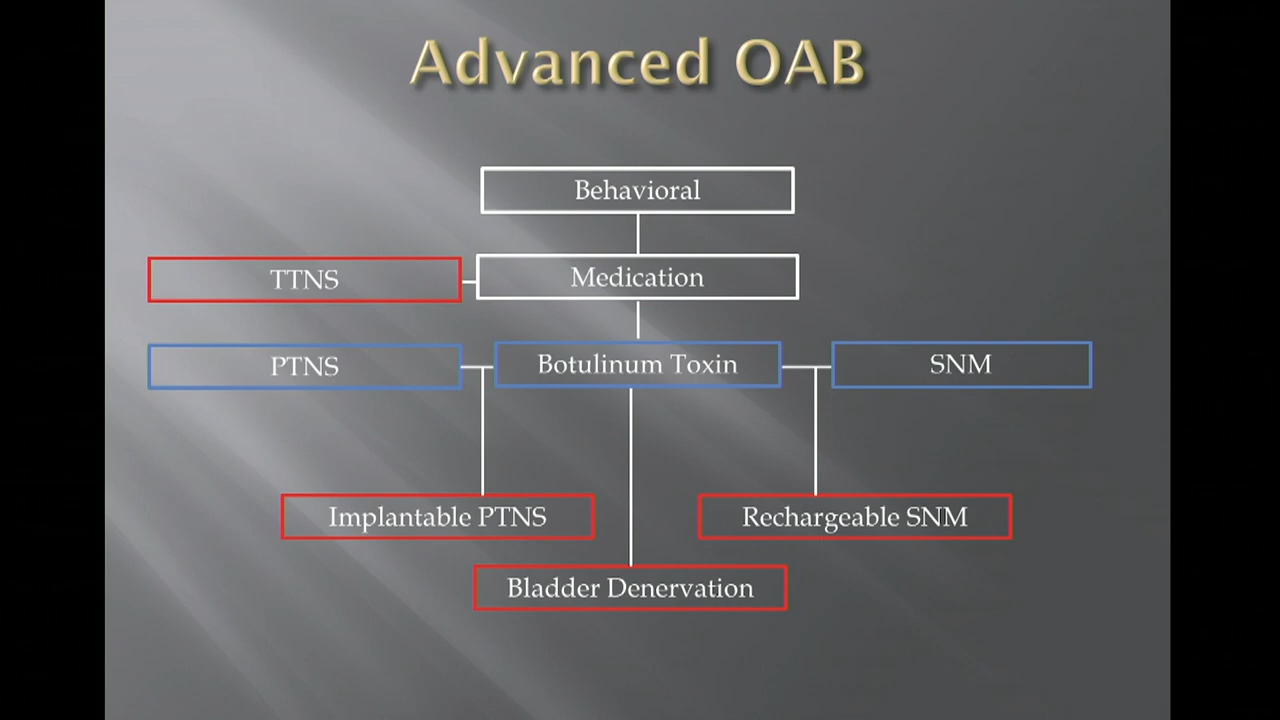 Advanced OAB
Behavioral
TTNS
Medication
PTNS
Botulinum Toxin
SNM
Implantable PTNS
Rechargeable SNM
Bladder Denervation